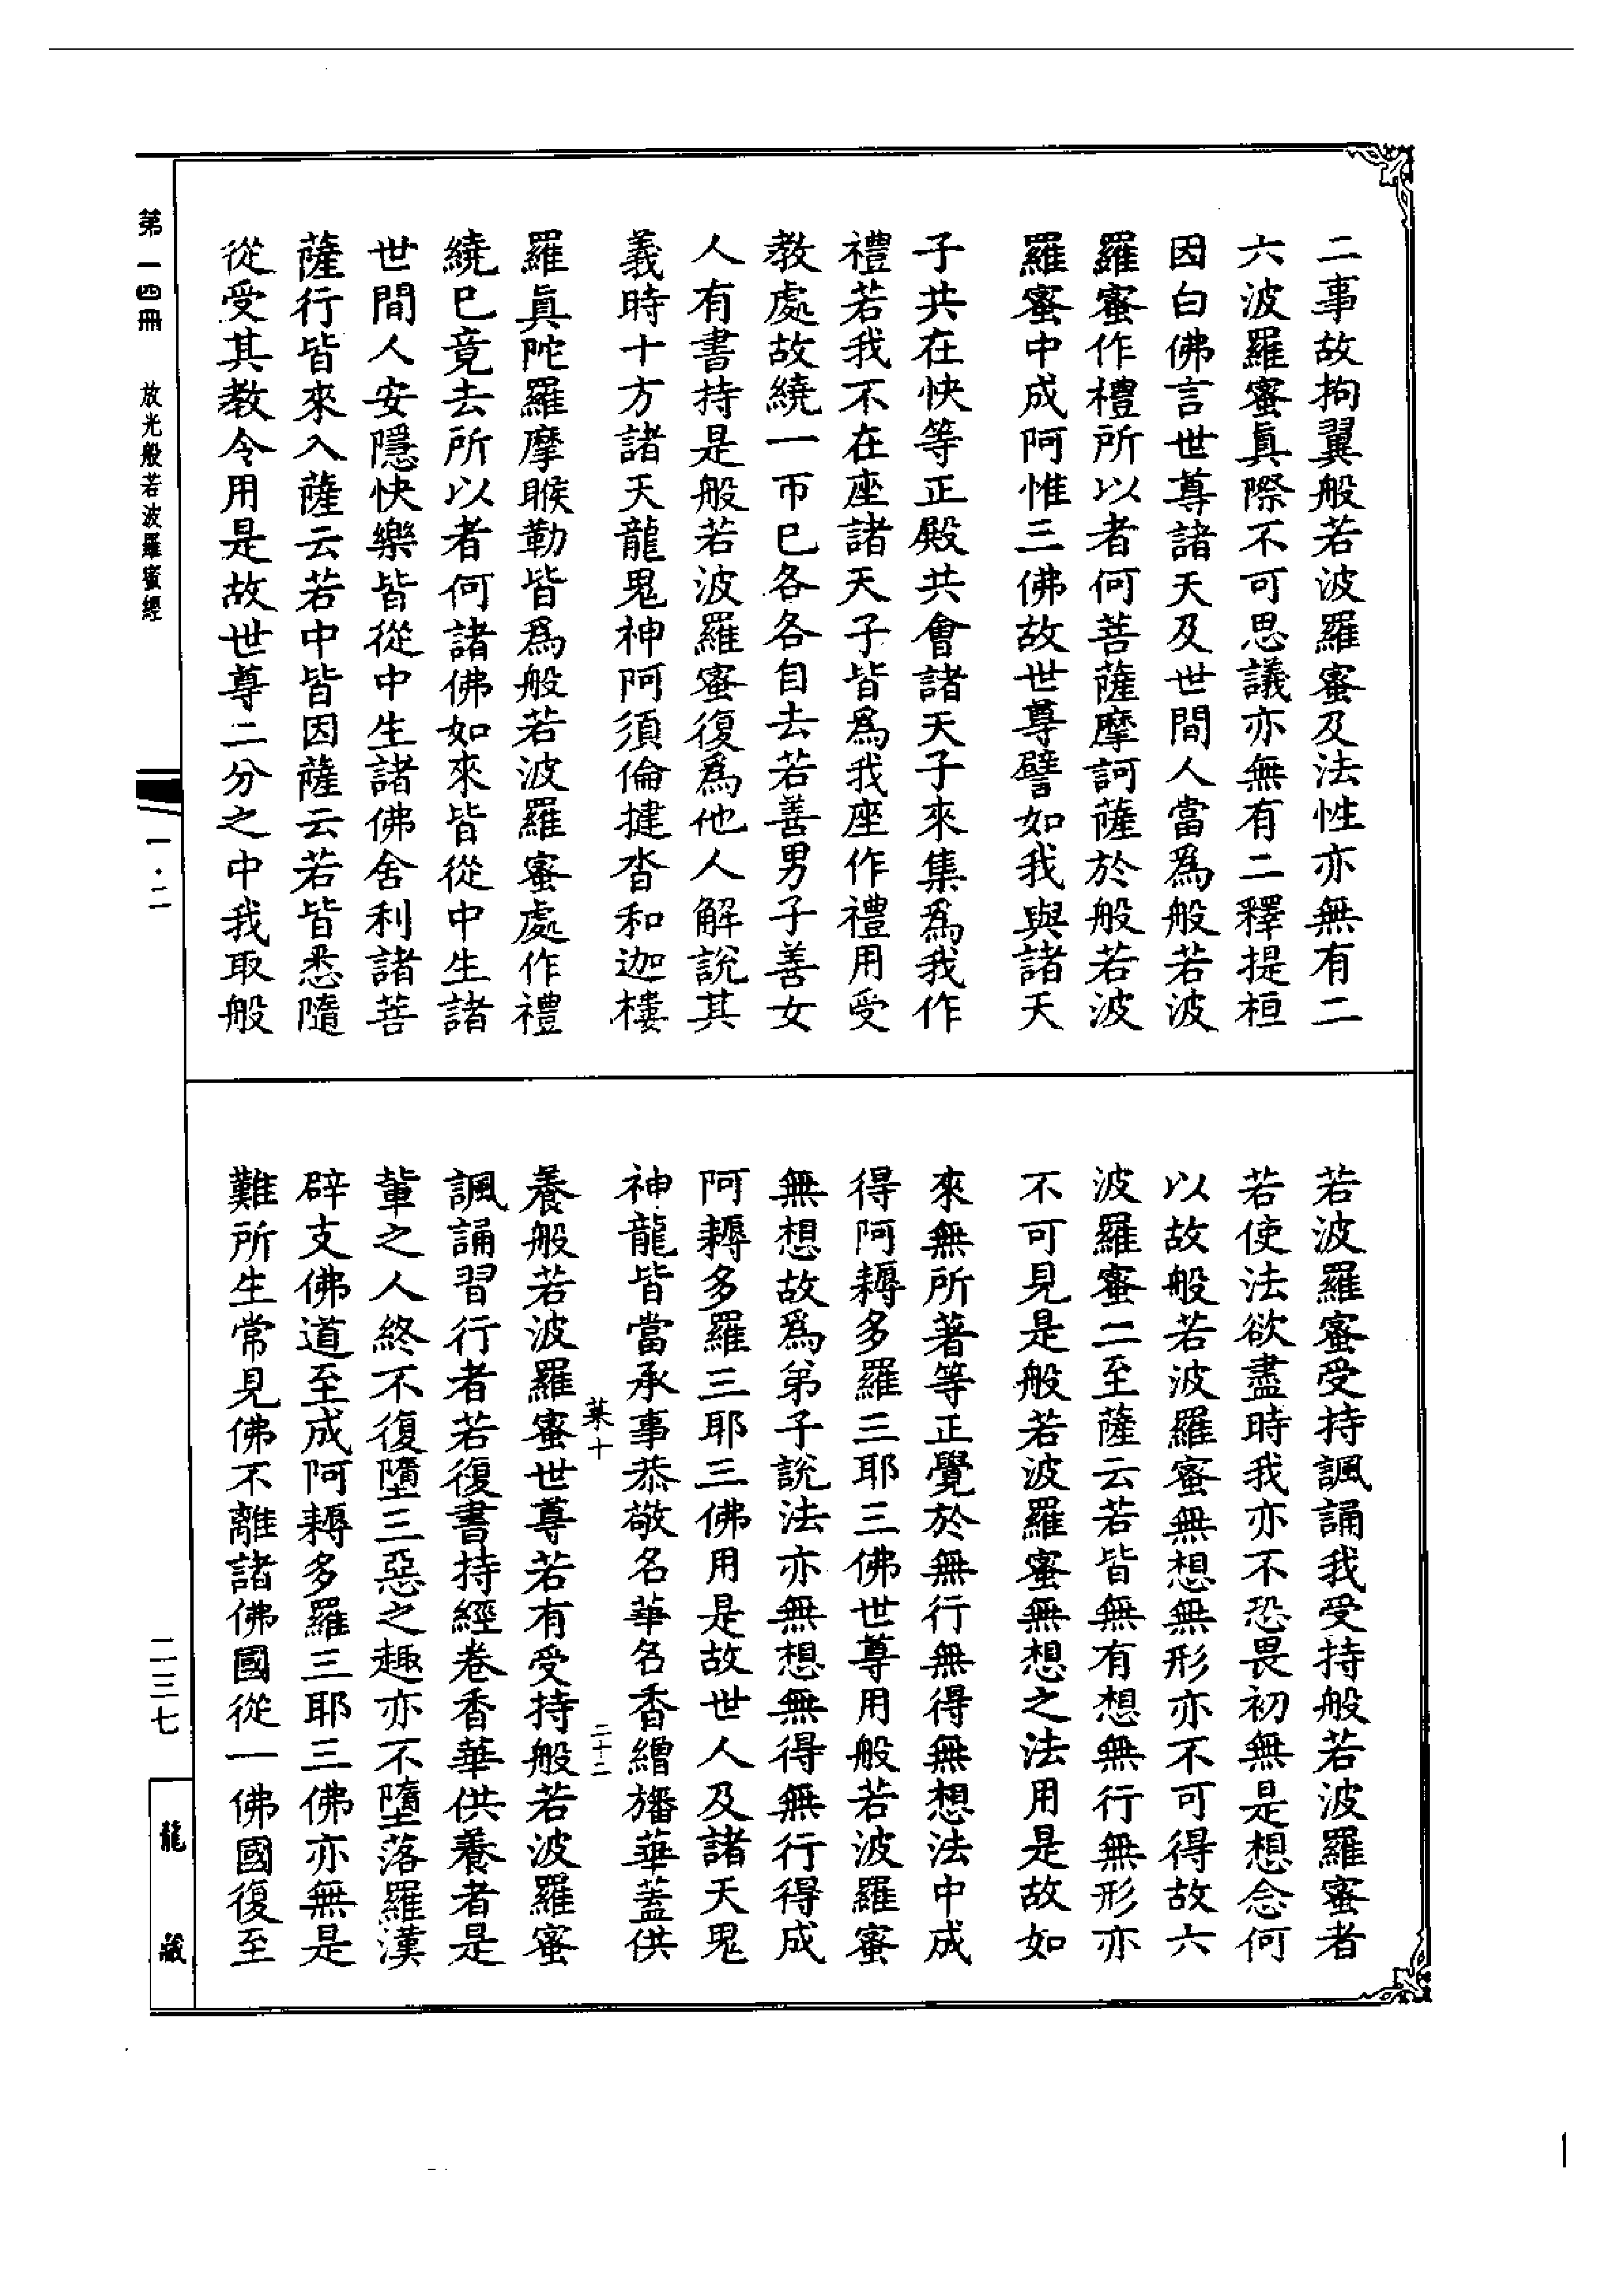 二事故拘翼般若波羅蜜及法性亦無有二
六波羅蜜眞際不可思議亦無有二釋提桓
因白佛言世尊諸天及世間人當爲般若波
羅蜜作禮所以者何菩薩摩訶薩於般若波
羅蜜中成阿惟三佛故世尊譬如我與諸天
子共在快等正殿共會諸天子來集爲我作
禮若我不在座諸天子皆爲我座作禮用受
教處故繞一帀已各各自去若善男子善女
人有書持是般若波羅蜜復爲他人解說其
義時十方諸天龍鬼神阿須倫揵沓和迦樓
羅眞陀羅摩睺勒皆爲般若波羅蜜處作禮
繞已竟去所以者何諸佛如來皆從中生諸
世間人安隱快樂皆從中生諸佛舍利諸菩
薩行皆來入薩云若中皆因薩云若皆悉隨
從受其教令用是故世尊二分之中我取般
若波羅蜜受持諷誦我受持般若波羅蜜者
若使法欲盡時我亦不恐畏初無是想念何
以故般若波羅蜜無想無形亦不可得故六
波羅蜜二至薩云若皆無有想無行無形亦
不可見是般若波羅蜜無想之法用是故如
來無所著等正覺於無行無得無想法中成
得阿耨多羅三耶三佛世尊用般若波羅蜜
無想故爲弟子說法亦無想無得無行得成
阿耨多羅三耶三佛用是故世人及諸天鬼
神龍皆當承事恭敬名華名香繒旛華蓋供
菓十 二十二
養般若波羅蜜世尊若有受持般若波羅蜜
諷誦習行者若復書持經卷香華供養者是
輩之人終不復墮三惡之趣亦不墮落羅漢
辟支佛道至成阿耨多羅三耶三佛亦無是
難所生常見佛不離諸佛國從一佛國復至
第一四冊 放光般若波羅蜜經
一·二
二三七
龍藏